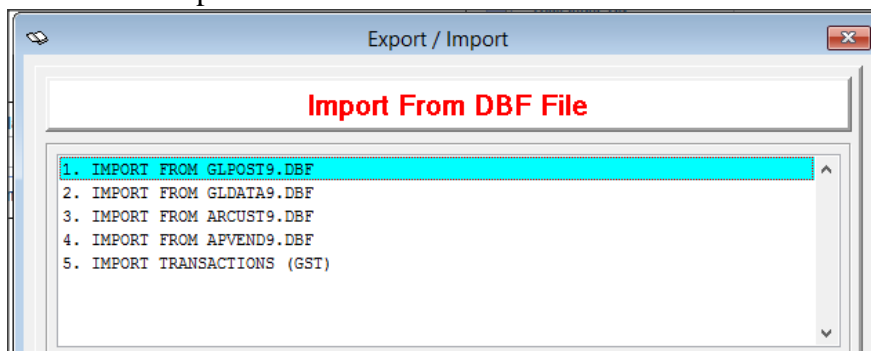 Export / Import
Import From DBF File
1. IMPORT FROM GLPOST9.DBF
2. IMPORT FROM GLDATA9.DBF
3. IMPORT FROM ARCUST9.DBF
4. IMPORT FROM APVEND9.DBF
5. IMPORT TRANSACTIONS (GST)